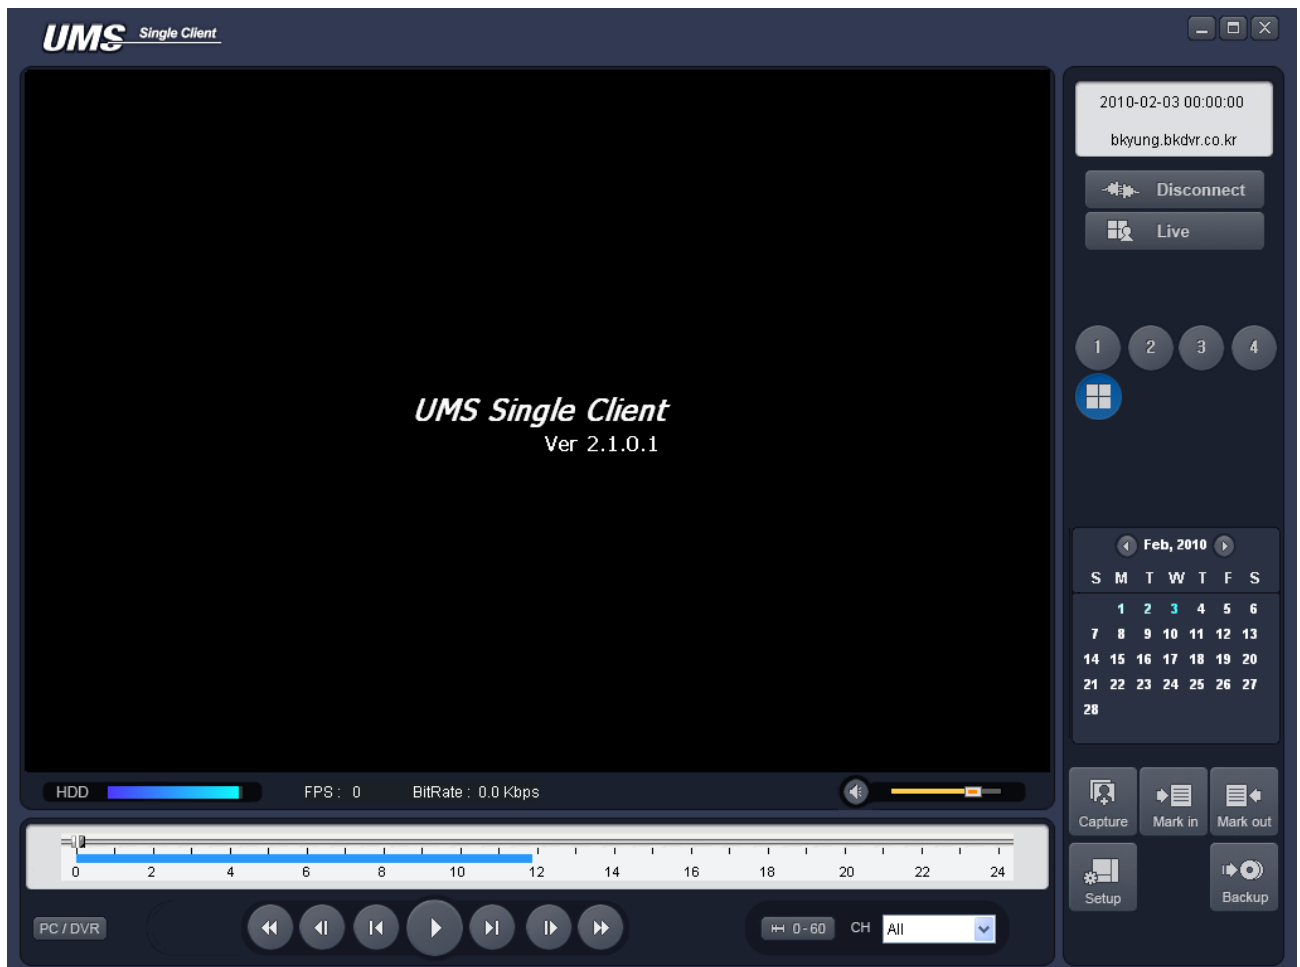 UMS Single Client
2010-02-03 00:00:00
bkyung.bkdvr.co.kr
Disconnect
Live
1 2 3 4
UMS Single Client
Ver 2.1.0.1
Feb, 2010
S M T W T F S
1 2 3 4 5 6
7 8 9 10 11 12 13
14 15 16 17 18 19 20
21 22 23 24 25 26 27
28
HDD FPS : 0 BitRate : 0.0 Kbps
Capture Mark in Mark out
0 2 4 6 8 10 12 14 16 18 20 22 24
Setup Backup
PC / DVR 0-60 CH All